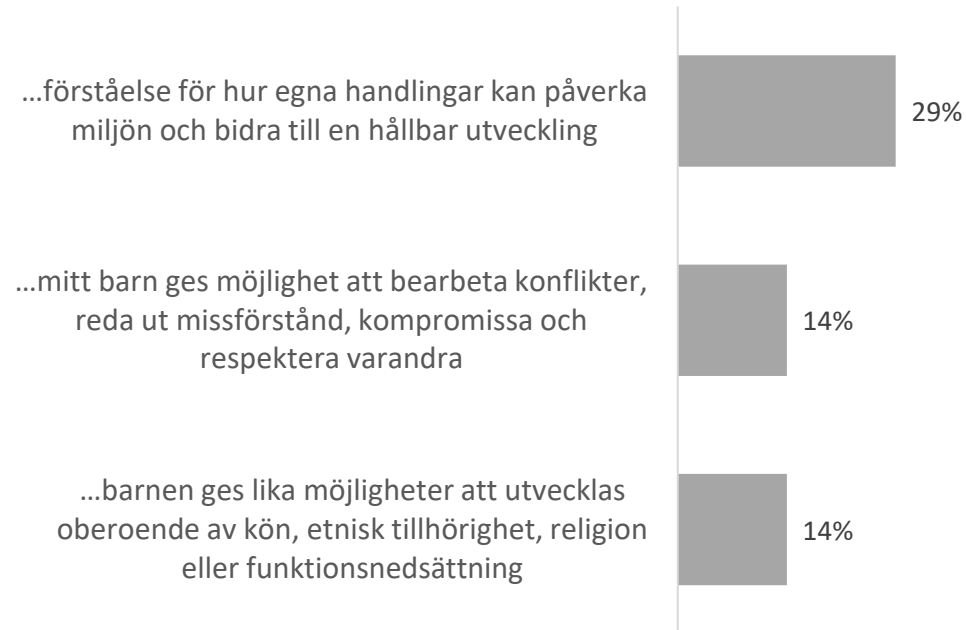 …förståelse för hur egna handlingar kan påverka
miljön och bidra till en hållbar utveckling
29%
…mitt barn ges möjlighet att bearbeta konflikter,
reda ut missförstånd, kompromissa och
respektera varandra
14%
…barnen ges lika möjligheter att utvecklas
oberoende av kön, etnisk tillhörighet, religion
eller funktionsnedsättning
14%